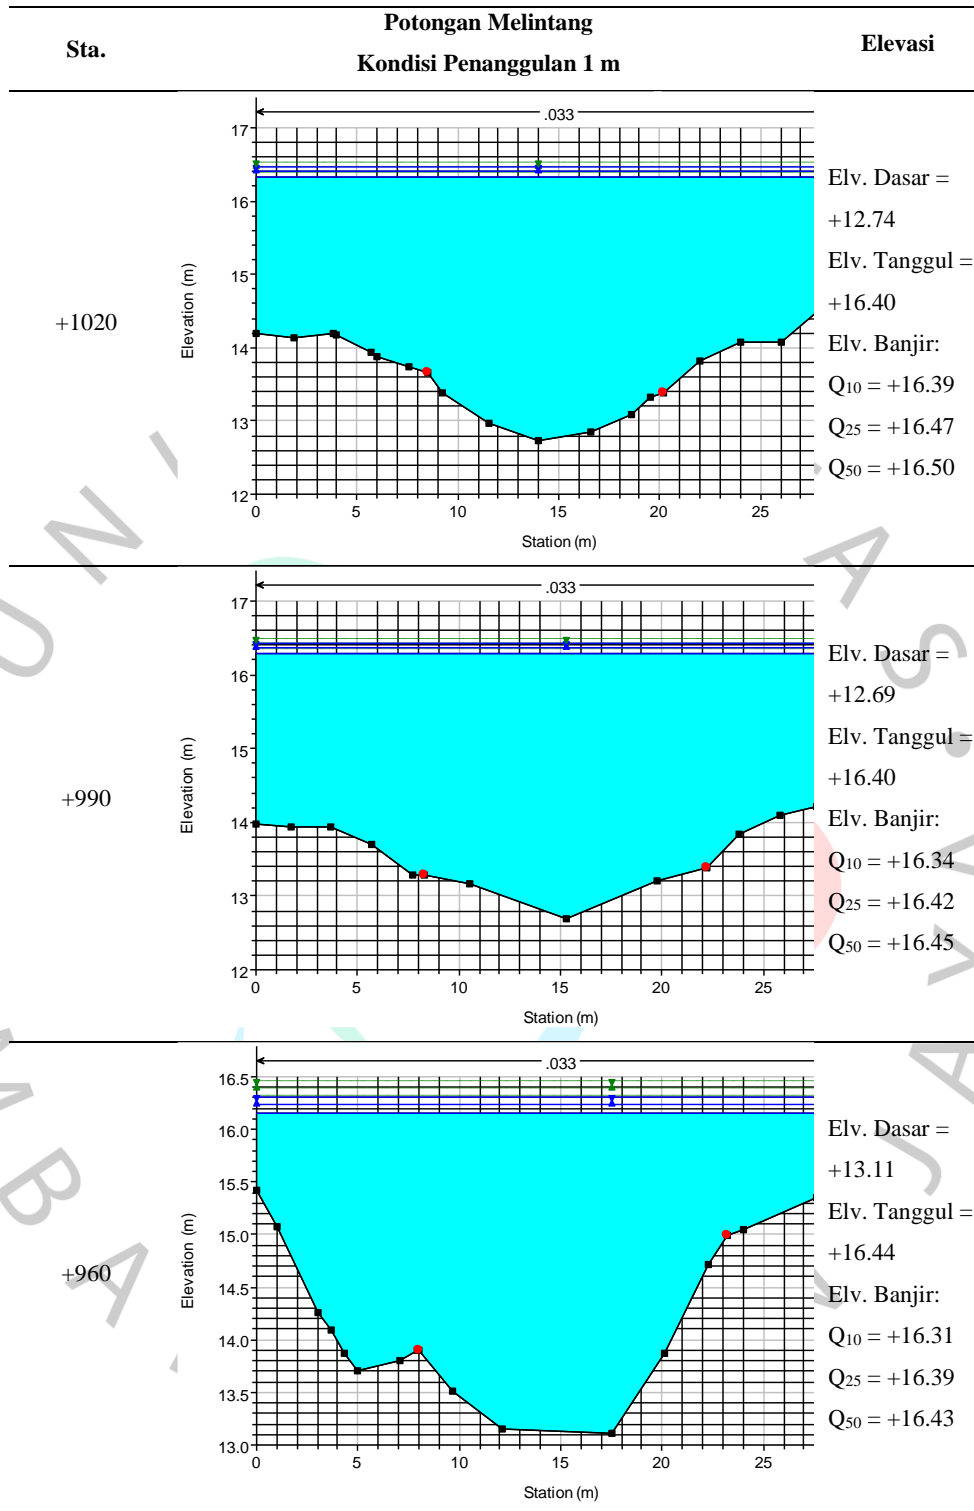 Sta.
Potongan Melintang
Kondisi Penanggulan 1 m
Elevasi
+1020
.033
17
16
15
14
13
12
Elevation (m)
0 5 10 15 20 25
Station (m)
Elv. Dasar =
+12.74
Elv. Tanggul =
+16.40
Elv. Banjir:
Q10 = +16.39
Q25 = +16.47
Q50 = +16.50
+990
.033
17
16
15
14
13
12
Elevation (m)
0 5 10 15 20 25
Station (m)
Elv. Dasar =
+12.69
Elv. Tanggul =
+16.40
Elv. Banjir:
Q10 = +16.34
Q25 = +16.42
Q50 = +16.45
+960
.033
16.5
16.0
15.5
15.0
14.5
14.0
13.5
13.0
Elevation (m)
0 5 10 15 20 25
Station (m)
Elv. Dasar =
+13.11
Elv. Tanggul =
+16.44
Elv. Banjir:
Q10 = +16.31
Q25 = +16.39
Q50 = +16.43